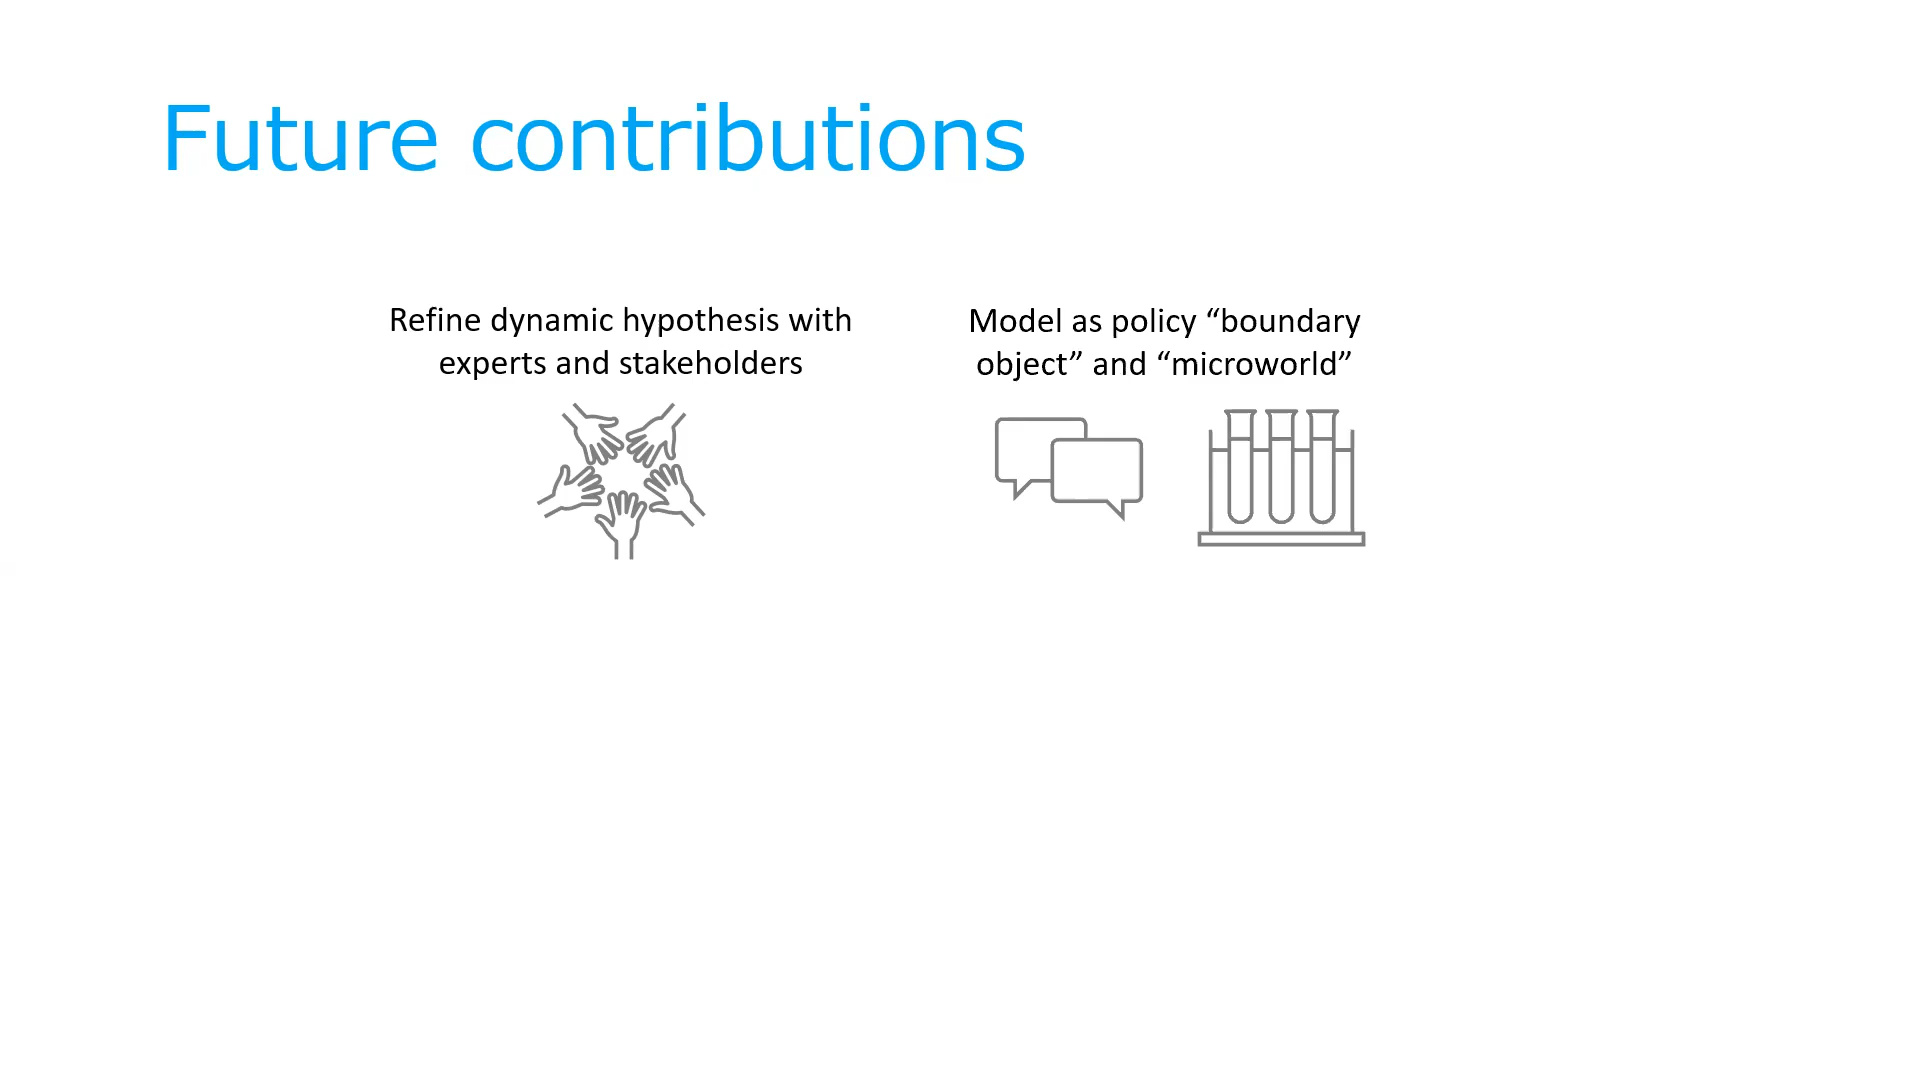 Future contributions
Refine dynamic hypothesis with
experts and stakeholders
Model as policy “boundary
object” and “microworld”